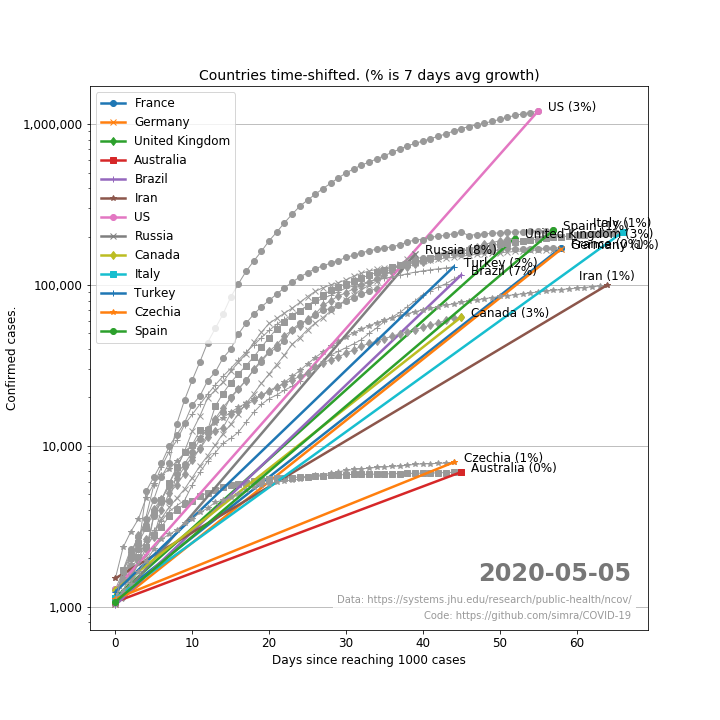 Countries time-shifted. (% is 7 days avg growth)
Confirmed cases.
1,000,000
100,000
10,000
1,000
France
Germany
United Kingdom
Australia
Brazil
Iran
US
Russia
Canada
Italy
Turkey
Czechia
Spain
US (3%)
Italy (1%)
Spain (1%)
United Kingdom (3%)
France (0%)
Germany (1%)
Russia (8%)
Turkey (2%)
Brazil (7%)
Iran (1%)
Canada (3%)
Czechia (1%)
Australia (0%)
2020-05-05
Data: https://systems.jhu.edu/research/public-health/ncov/
Code: https://github.com/simra/COVID-19
0 10 20 30 40 50 60
Days since reaching 1000 cases